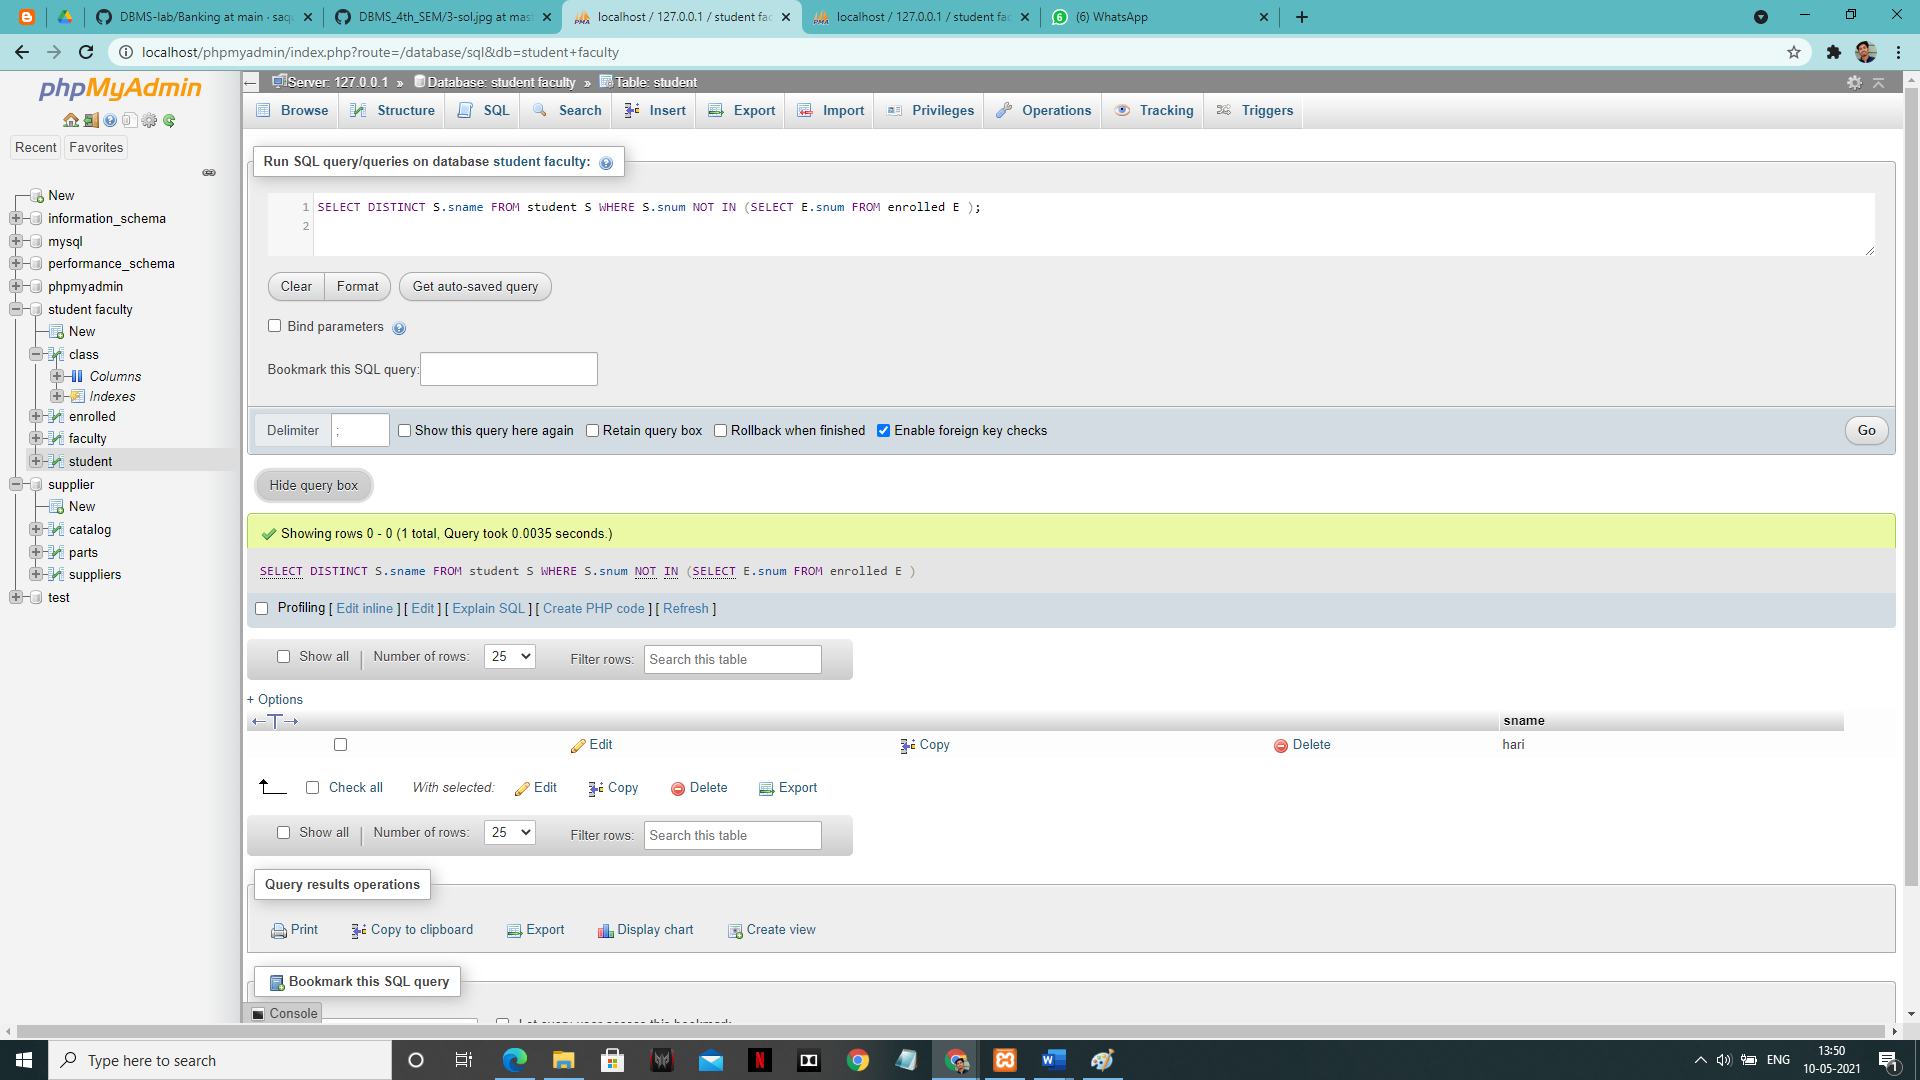 DBMS-lab/Banking at main · saqu
DBMS_4th_SEM/3-sol.jpg at mast
localhost / 127.0.0.1 / student fac
localhost / 127.0.0.1 / student fac
(6) WhatsApp
localhost/phpmyadmin/index.php?route=/database/sql&db=student+faculty
phpMyAdmin
Recent
Favorites
New
information_schema
mysql
performance_schema
phpmyadmin
student faculty
New
class
Columns
Indexes
enrolled
faculty
student
supplier
New
catalog
parts
suppliers
test
Server: 127.0.0.1 » Database: student faculty » Table: student
Browse Structure SQL Search Insert Export Import Privileges Operations Tracking Triggers
Run SQL query/queries on database student faculty:
1 SELECT DISTINCT S.sname FROM student S WHERE S.snum NOT IN (SELECT E.snum FROM enrolled E );
2
Clear Format Get auto-saved query
Bind parameters
Bookmark this SQL query:
Delimiter ; Show this query here again Retain query box Rollback when finished Enable foreign key checks Go
Hide query box
Showing rows 0 - 0 (1 total, Query took 0.0035 seconds.)
SELECT DISTINCT S.sname FROM student S WHERE S.snum NOT IN (SELECT E.snum FROM enrolled E )
Profiling [ Edit inline ] [ Edit ] [ Explain SQL ] [ Create PHP code ] [ Refresh ]
Show all Number of rows: 25 Filter rows: Search this table
+ Options
←T→ sname
Edit Copy Delete hari
Check all With selected: Edit Copy Delete Export
Show all Number of rows: 25 Filter rows: Search this table
Query results operations
Print Copy to clipboard Export Display chart Create view
Bookmark this SQL query
Console
Type here to search
ENG
13:50
10-05-2021
1